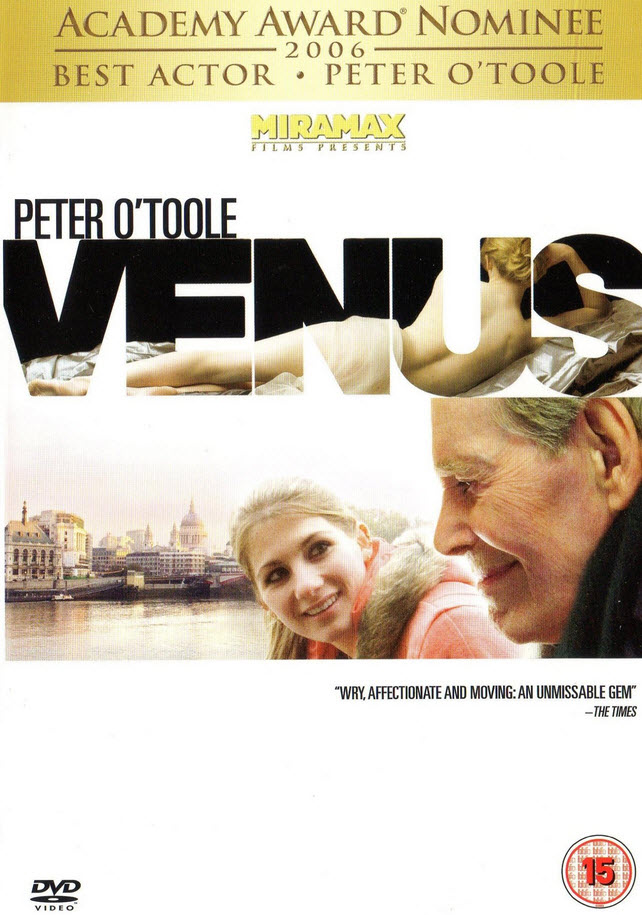 ACADEMY AWARD® NOMINEE
2006
BEST ACTOR • PETER O'TOOLE
MIRAMAX
FILMS PRESENTS
PETER O'TOOLE
VENUS
"WRY, AFFECTIONATE AND MOVING: AN UNMISSABLE GEM"
–THE TIMES
DVD
VIDEO
15